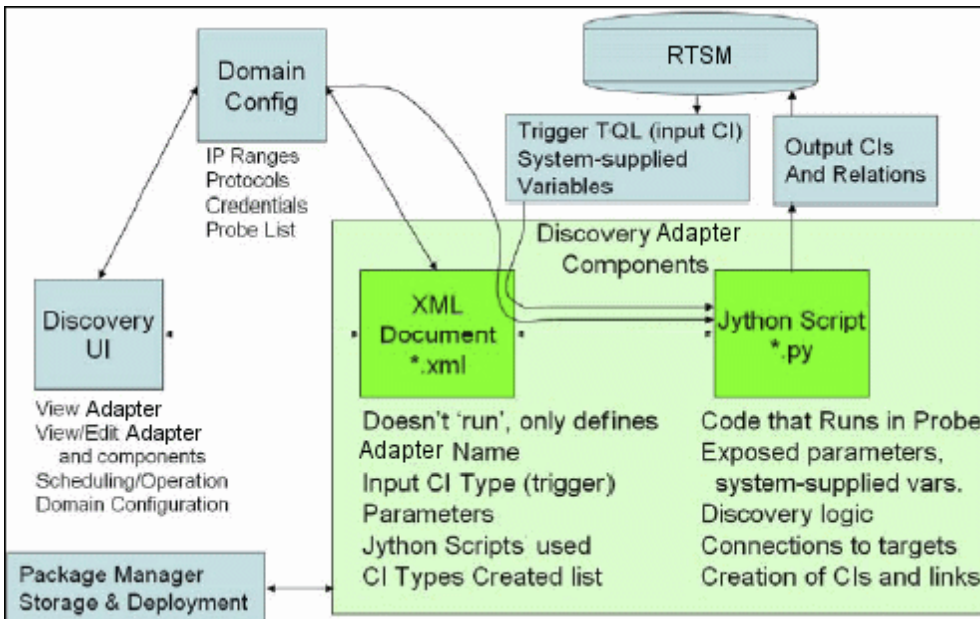 Domain
Config
IP Ranges
Protocols
Credentials
Probe List
RTSM
Trigger TQL (input CI)
System-supplied
Variables
Output CIs
And Relations
Discovery Adapter
Components
Discovery
UI
View Adapter
View/Edit Adapter
and components
Scheduling/Operation
Domain Configuration
XML
Document
*.xml
Doesn't 'run', only defines
Adapter Name
Input CI Type (trigger)
Parameters
Jython Scripts used
CI Types Created list
Jython Script
*.py
Code that Runs in Probe
Exposed parameters,
system-supplied vars.
Discovery logic
Connections to targets
Creation of CIs and links
Package Manager
Storage & Deployment